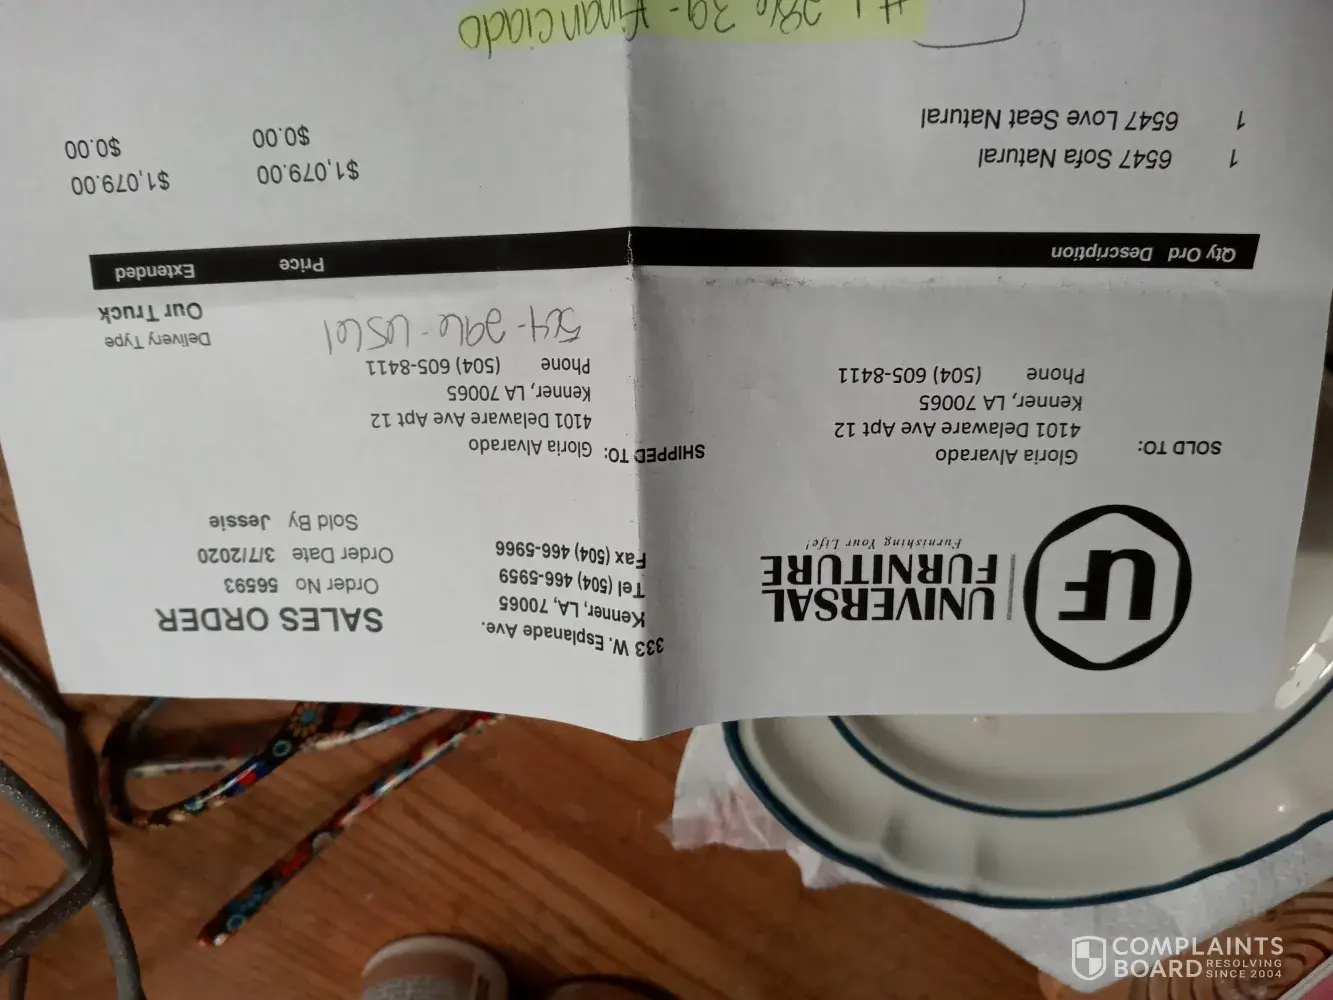 UF
UNIVERSAL
FURNITURE
Furnishing Your Life!
333 W. Esplanade Ave.
Kenner, LA, 70065
Tel (504) 466-5959
Fax (504) 466-5966
SALES ORDER
Order No 56593
Order Date 3/7/2020
Sold By Jessie
SOLD TO:
Gloria Alvarado
4101 Delaware Ave Apt 12
Kenner, LA 70065
Phone (504) 605-8411
SHIPPED TO:
Gloria Alvarado
4101 Delaware Ave Apt 12
Kenner, LA 70065
Phone (504) 605-8411
Delivery Type
Our Truck
Qty Ord Description Price Extended
1 6547 Sofa Natural $1,079.00 $1,079.00
1 6547 Love Seat Natural $0.00 $0.00
Financiado
COMPLAINTS
BOARD RESOLVING
SINCE 2004